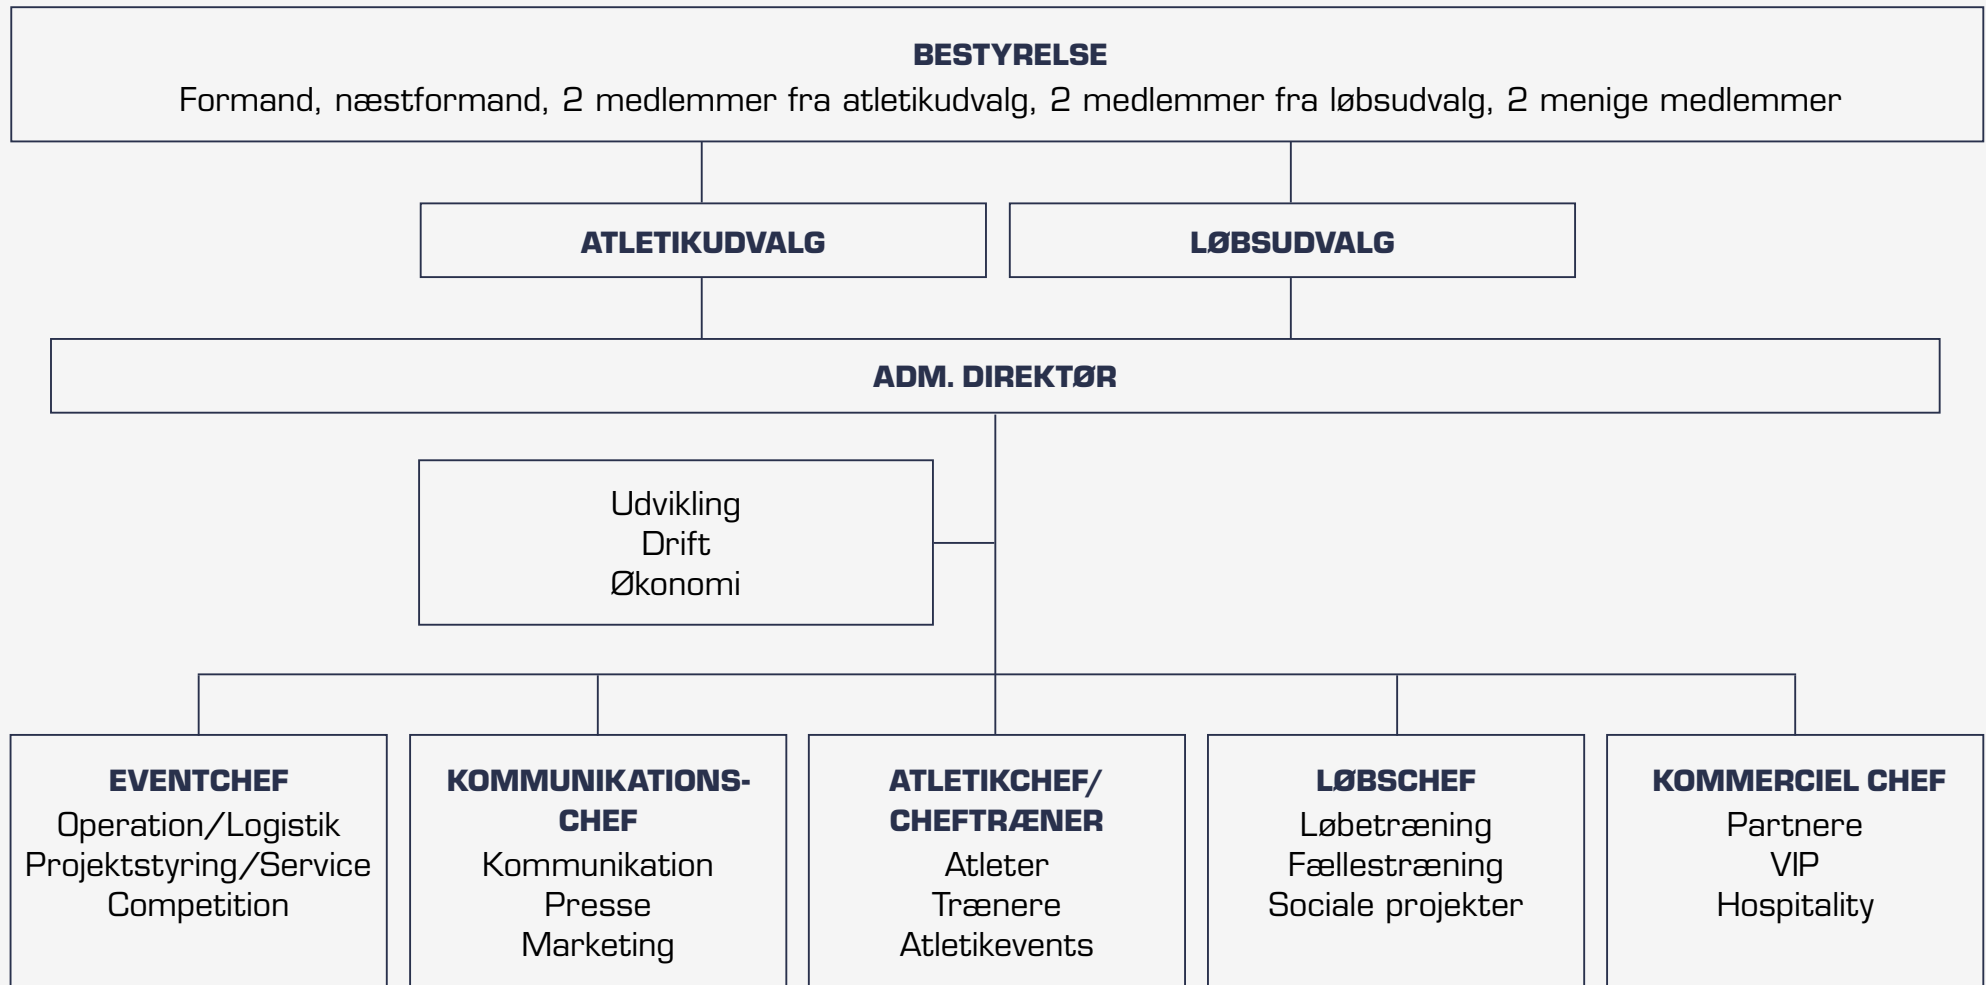 BESTYRELSE
Formand, næstformand, 2 medlemmer fra atletikudvalg, 2 medlemmer fra løbsudvalg, 2 menige medlemmer
ATLETIKUDVALG
LØBSUDVALG
ADM. DIREKTØR
Udvikling
Drift
Økonomi
EVENTCHEF
Operation/Logistik
Projektstyring/Service
Competition
KOMMUNIKATIONS-
CHEF
Kommunikation
Presse
Marketing
ATLETIKCHEF/
CHEFTRÆNER
Atleter
Trænere
Atletikevents
LØBSCHEF
Løbetræning
Fællestræning
Sociale projekter
KOMMERCIEL CHEF
Partnere
VIP
Hospitality